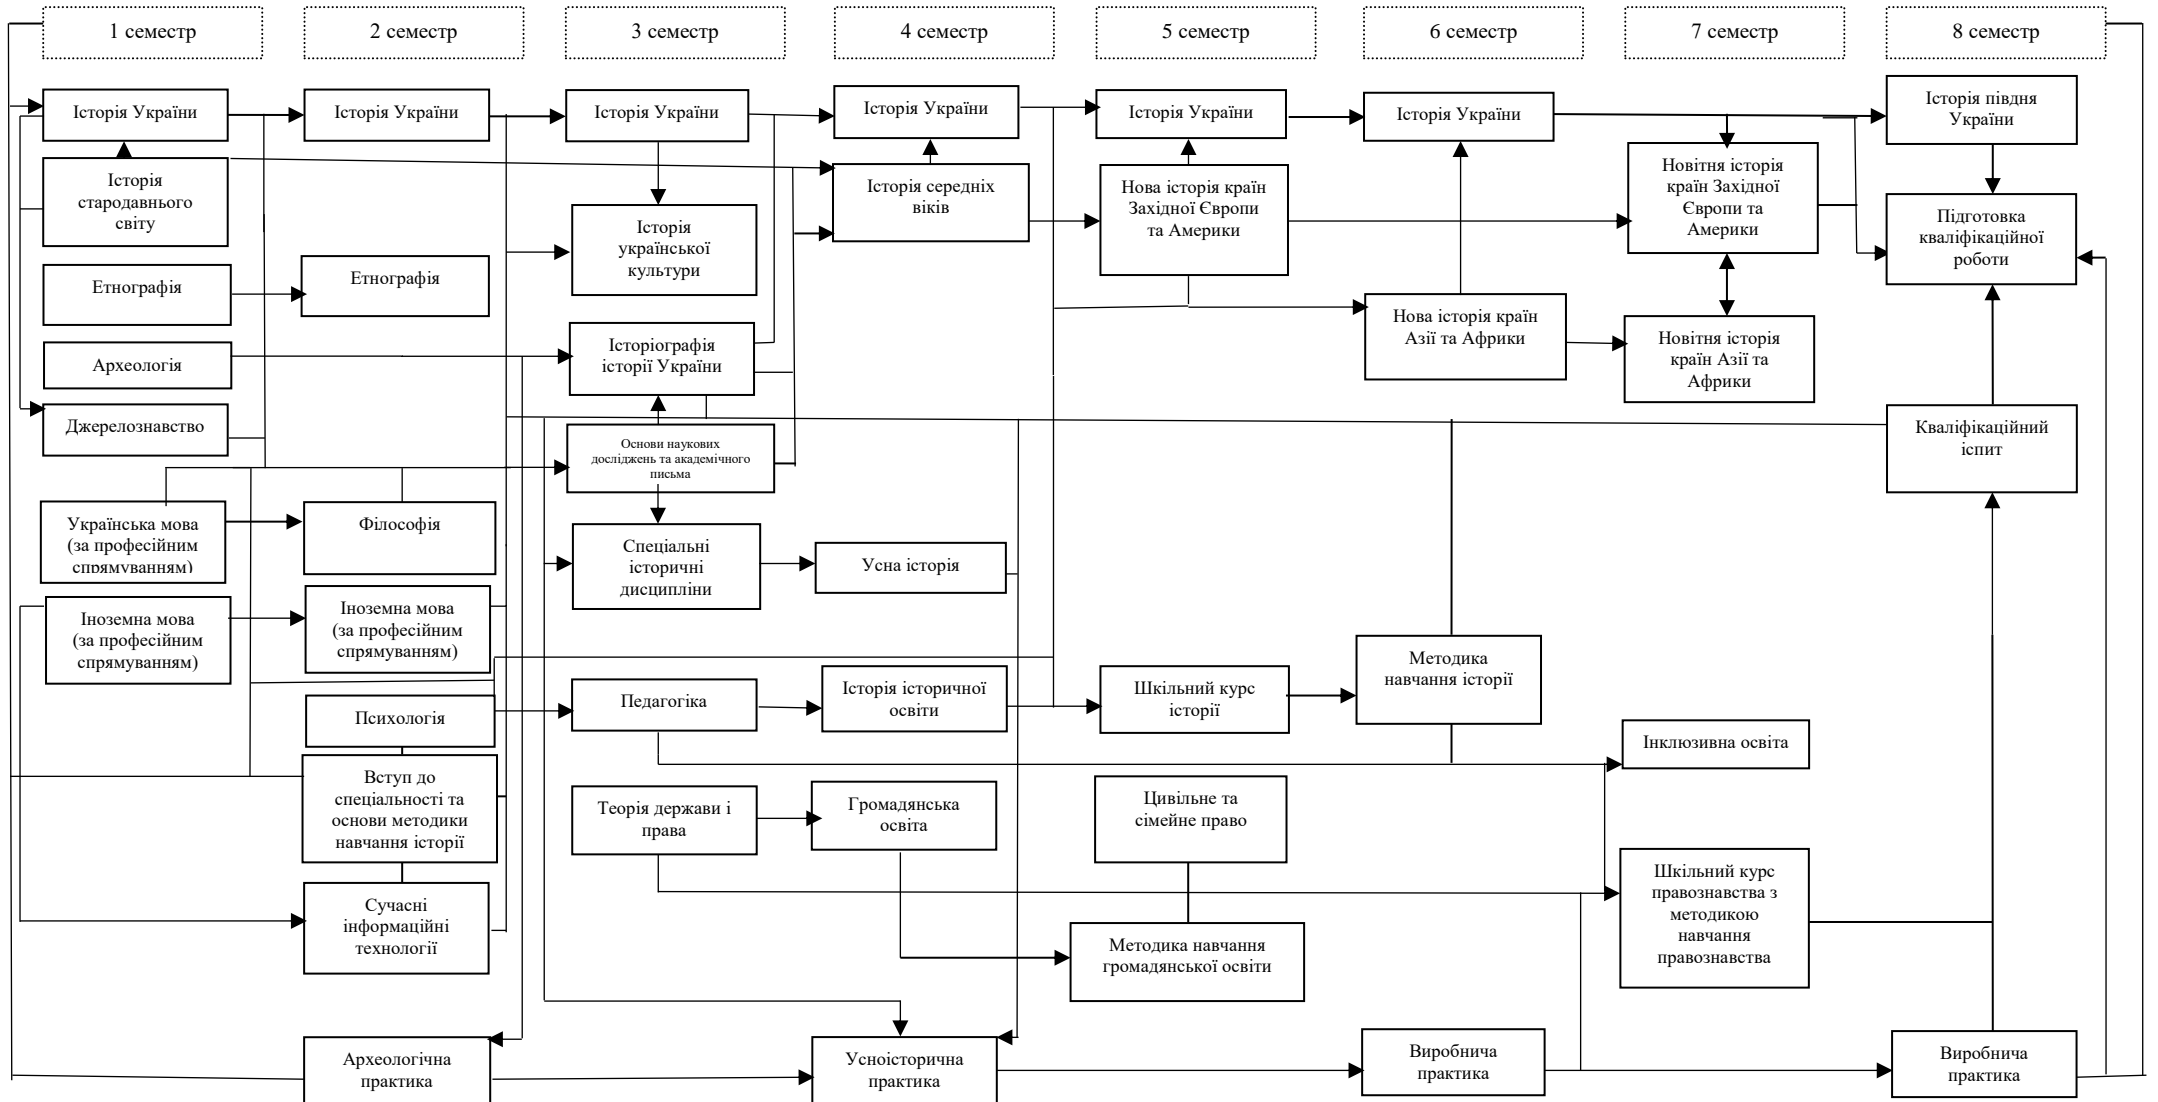 1 семестр
2 семестр
3 семестр
4 семестр
5 семестр
6 семестр
7 семестр
8 семестр
Історія України
Історія
стародавнього
світу
Етнографія
Археологія
Джерелознавство
Українська мова
(за професійним
спрямуванням)
Іноземна мова
(за професійним
спрямуванням)
Історія України
Етнографія
Філософія
Іноземна мова
(за професійним
спрямуванням)
Психологія
Вступ до
спеціальності та
основи методики
навчання історії
Сучасні
інформаційні
технології
Археологічна
практика
Історія України
Історія
української
культури
Історіографія
історії України
Основи наукових
досліджень та академічного
письма
Спеціальні
історичні
дисципліни
Педагогіка
Теорія держави і
права
Історія України
Історія середніх
віків
Усна історія
Історія історичної
освіти
Громадянська
освіта
Усноісторична
практика
Історія України
Нова історія країн
Західної Європи
та Америки
Шкільний курс
історії
Цивільне та
сімейне право
Методика навчання
громадянської освіти
Історія України
Нова історія країн
Азії та Африки
Методика
навчання історії
Виробнича
практика
Новітня історія
країн Західної
Європи та
Америки
Новітня історія
країн Азії та
Африки
Інклюзивна освіта
Шкільний курс
правознавства з
методикою
навчання
правознавства
Історія півдня
України
Підготовка
кваліфікаційної
роботи
Кваліфікаційний
іспит
Виробнича
практика